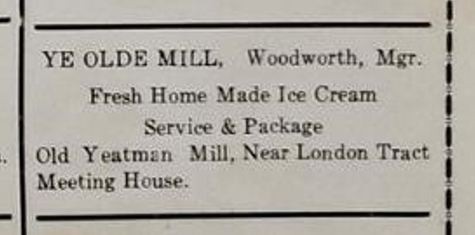 YE OLDE MILL, Woodworth, Mgr.
Fresh Home Made Ice Cream
Service & Package
Old Yeatman Mill, Near London Tract
Meeting House.